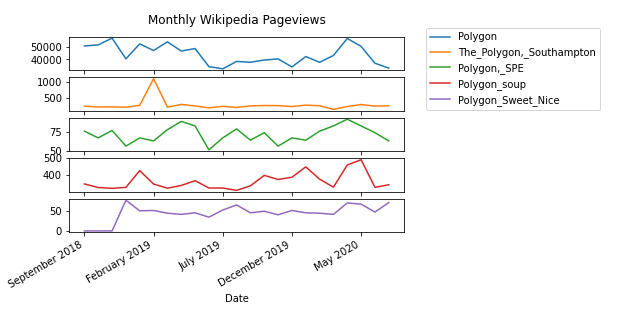 Monthly Wikipedia Pageviews
Polygon
The_Polygon,_Southampton
Polygon,_SPE
Polygon_soup
Polygon_Sweet_Nice
50000
40000
1000
500
75
50
500
400
50
0
September 2018
February 2019
July 2019
December 2019
May 2020
Date